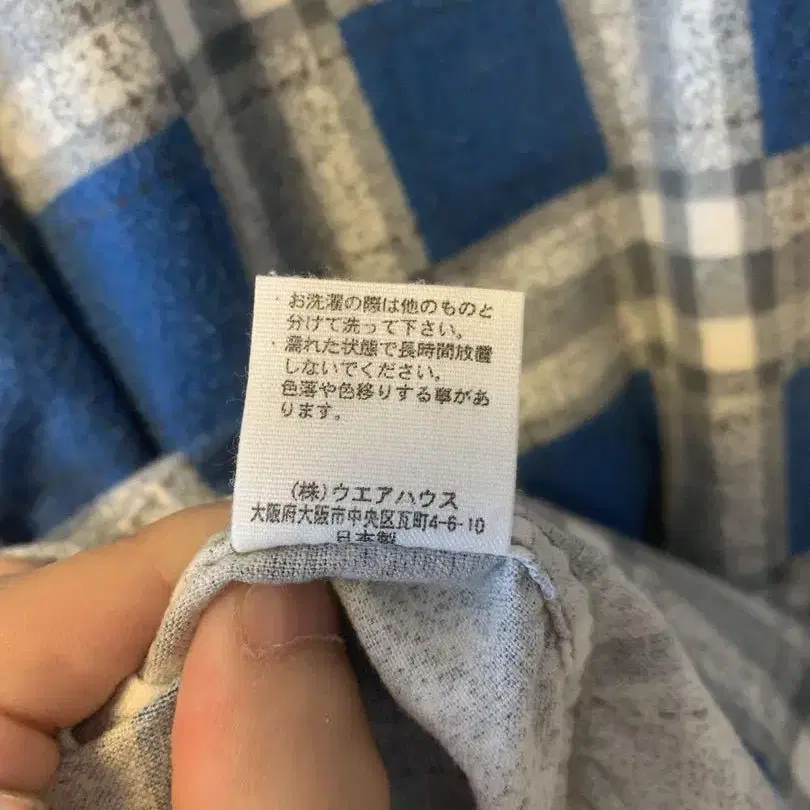 ・お洗濯の際は他のものと
分けて洗って下さい。
・濡れた状態で長時間放置
しないでください。
色落や色移りする事があ
ります。
(株)ウエアハウス
大阪府大阪市中央区瓦町4-6-10
日本製